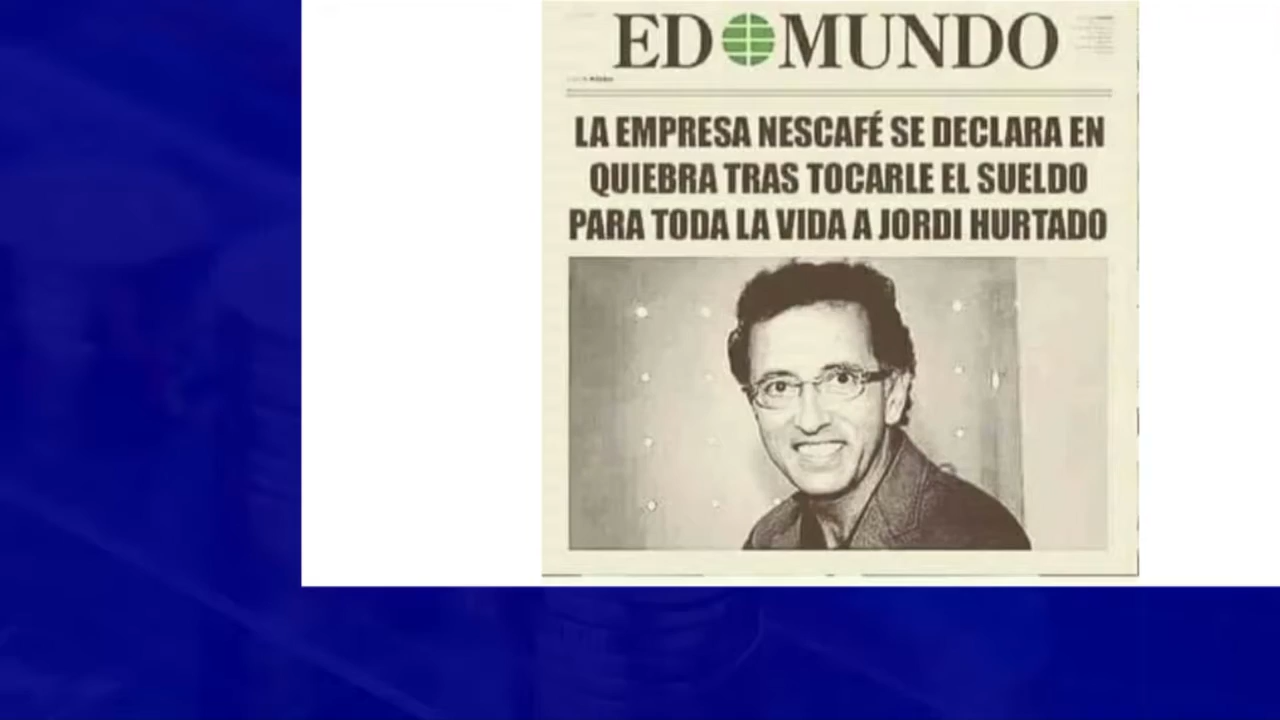 ED MUNDO
LA EMPRESA NESCAFÉ SE DECLARA EN
QUIEBRA TRAS TOCARLE EL SUELDO
PARA TODA LA VIDA A JORDI HURTADO